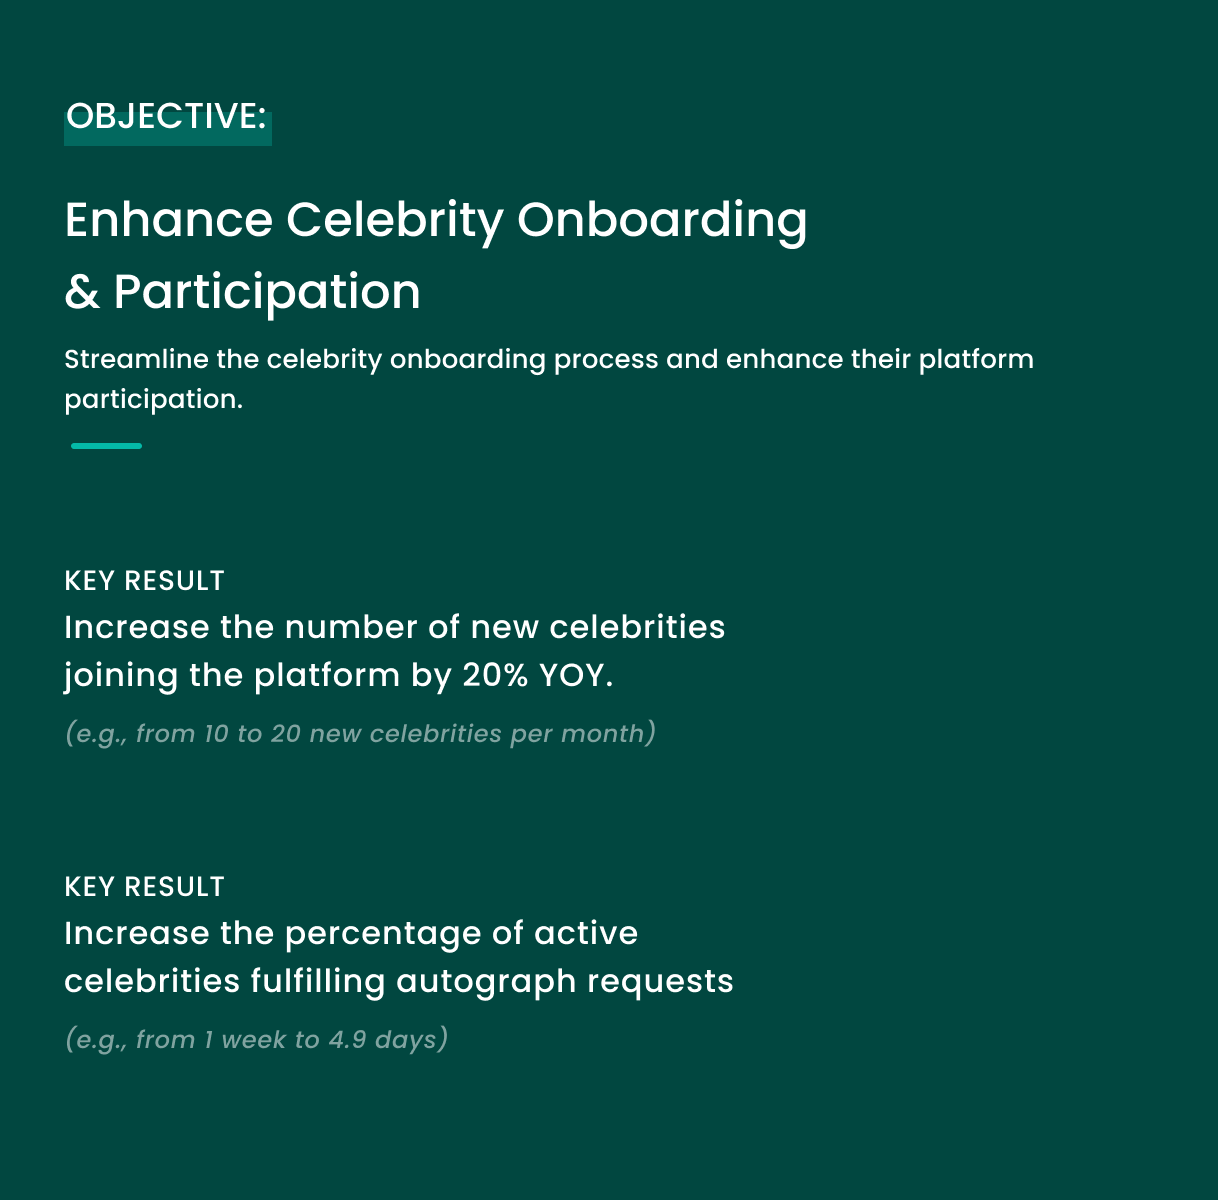 OBJECTIVE:
Enhance Celebrity Onboarding
& Participation
Streamline the celebrity onboarding process and enhance their platform
participation.
KEY RESULT
Increase the number of new celebrities
joining the platform by 20% YOY.
(e.g., from 10 to 20 new celebrities per month)
KEY RESULT
Increase the percentage of active
celebrities fulfilling autograph requests
(e.g., from 1 week to 4.9 days)